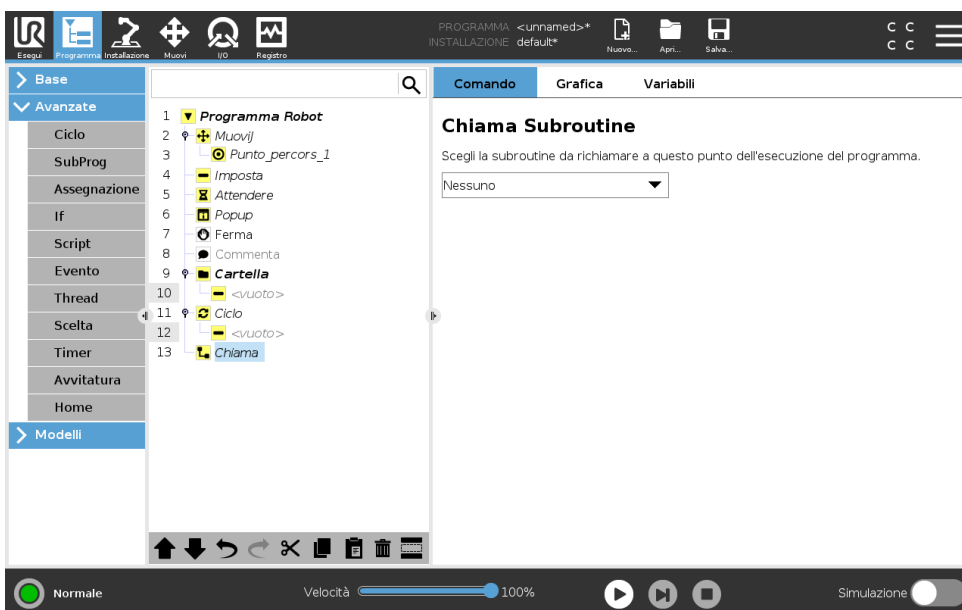 PROGRAMMA <unnamed>*
INSTALLAZIONE default*
Esegui Programma Installazione Muovi I/O Registro Nuovo... Apri... Salva...
C C
C C
Base
Avanzate
Ciclo
SubProg
Assegnazione
If
Script
Evento
Thread
Scelta
Timer
Avvitatura
Home
Modelli
1 Programma Robot
2 MuoviJ
3 Punto_percors_1
4 Imposta
5 Attendere
6 Popup
7 Ferma
8 Commenta
9 Cartella
10 <vuoto>
11 Ciclo
12 <vuoto>
13 Chiama
Comando Grafica Variabili
Chiama Subroutine
Scegli la subroutine da richiamare a questo punto dell'esecuzione del programma.
Nessuno
Normale Velocità 100% Simulazione